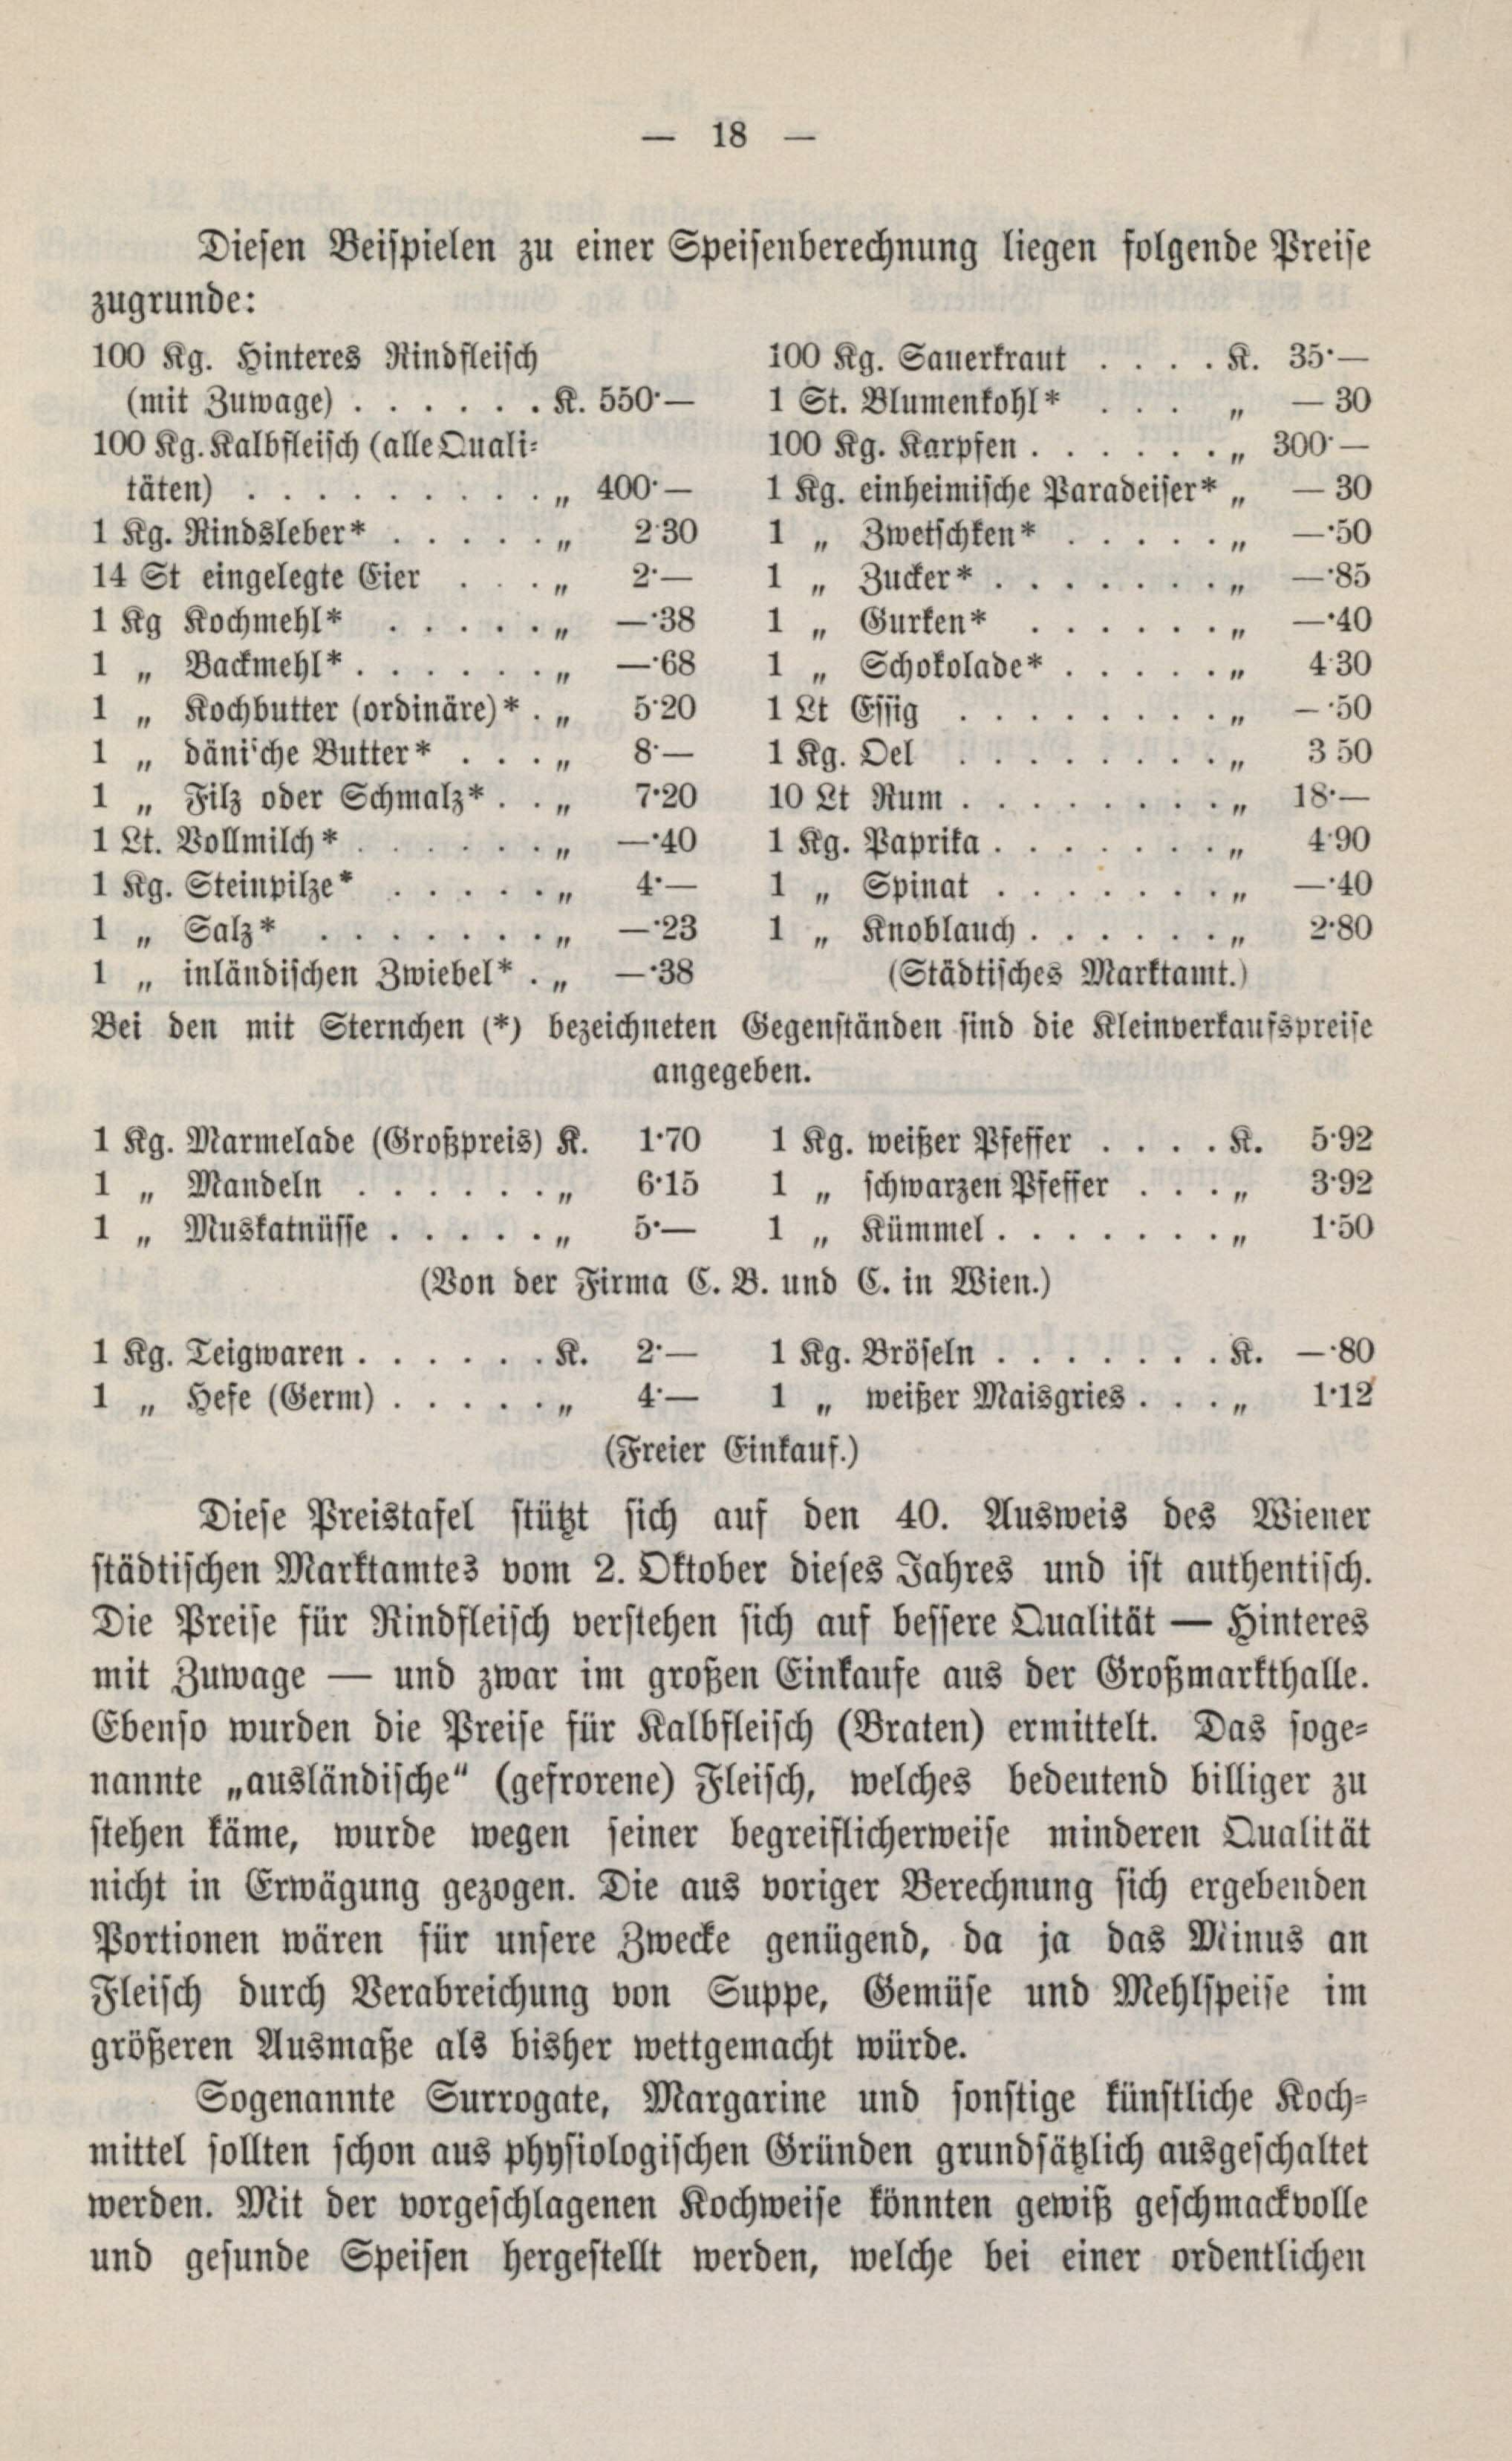 — 18 —
Diesen Beispielen zu einer Speisenberechnung liegen folgende Preise
zugrunde:
100 Kg. Hinteres Rindfleisch
(mit Zuwage) . . . . . . K. 550·—
100 Kg. Kalbfleisch (alle Quali-
täten) . . . . . . . . . „ 400·—
1 Kg. Rindsleber* . . . . . „ 2·30
14 St eingelegte Eier . . . „ 2·—
1 Kg Kochmehl* . . . . . „ —·38
1 „ Backmehl* . . . . . . „ —·68
1 „ Kochbutter (ordinäre)* . „ 5·20
1 „ däni'che Butter* . . . „ 8·—
1 „ Filz oder Schmalz* . . „ 7·20
1 Lt. Vollmilch* . . . . . . „ —·40
1 Kg. Steinpilze* . . . . . „ 4·—
1 „ Salz* . . . . . . . „ —·23
1 „ inländischen Zwiebel* . „ —·38
100 Kg. Sauerkraut . . . . K. 35·—
1 St. Blumenkohl* . . . „ — 30
100 Kg. Karpfen . . . . . . „ 300·—
1 Kg. einheimische Paradeiser* „ — 30
1 „ Zwetschken* . . . . . „ —·50
1 „ Zucker* . . . . . . . „ —·85
1 „ Gurken* . . . . . . „ —·40
1 „ Schokolade* . . . . . „ 4·30
1 Lt Essig . . . . . . . . „ —·50
1 Kg. Oel . . . . . . . . „ 3 50
10 Lt Rum . . . . . . . . „ 18·—
1 Kg. Paprika . . . . . . . „ 4·90
1 „ Spinat . . . . . . . „ —·40
1 „ Knoblauch . . . . . . „ 2·80
(Städtisches Marktamt.)
Bei den mit Sternchen (*) bezeichneten Gegenständen sind die Kleinverkaufspreise
angegeben.
1 Kg. Marmelade (Großpreis) K. 1·70
1 „ Mandeln . . . . . . „ 6·15
1 „ Muskatnüsse . . . . . „ 5·—
1 Kg. weißer Pfeffer . . . . K. 5·92
1 „ schwarzen Pfeffer . . . „ 3·92
1 „ Kümmel . . . . . . . „ 1·50
(Von der Firma C. B. und C. in Wien.)
1 Kg. Teigwaren . . . . . . K. 2·—
1 „ Hefe (Germ) . . . . . „ 4·—
1 Kg. Bröseln . . . . . . . K. —·80
1 „ weißer Maisgries . . . „ 1·12
(Freier Einkauf.)
Diese Preistafel stützt sich auf den 40. Ausweis des Wiener
städtischen Marktamtes vom 2. Oktober dieses Jahres und ist authentisch.
Die Preise für Rindfleisch verstehen sich auf bessere Qualität — Hinteres
mit Zuwage — und zwar im großen Einkaufe aus der Großmarkthalle.
Ebenso wurden die Preise für Kalbfleisch (Braten) ermittelt. Das soge-
nannte „ausländische“ (gefrorene) Fleisch, welches bedeutend billiger zu
stehen käme, wurde wegen seiner begreiflicherweise minderen Qualität
nicht in Erwägung gezogen. Die aus voriger Berechnung sich ergebenden
Portionen wären für unsere Zwecke genügend, da ja das Minus an
Fleisch durch Verabreichung von Suppe, Gemüse und Mehlspeise im
größeren Ausmaße als bisher wettgemacht würde.
Sogenannte Surrogate, Margarine und sonstige künstliche Koch-
mittel sollten schon aus physiologischen Gründen grundsätzlich ausgeschaltet
werden. Mit der vorgeschlagenen Kochweise könnten gewiß geschmackvolle
und gesunde Speisen hergestellt werden, welche bei einer ordentlichen